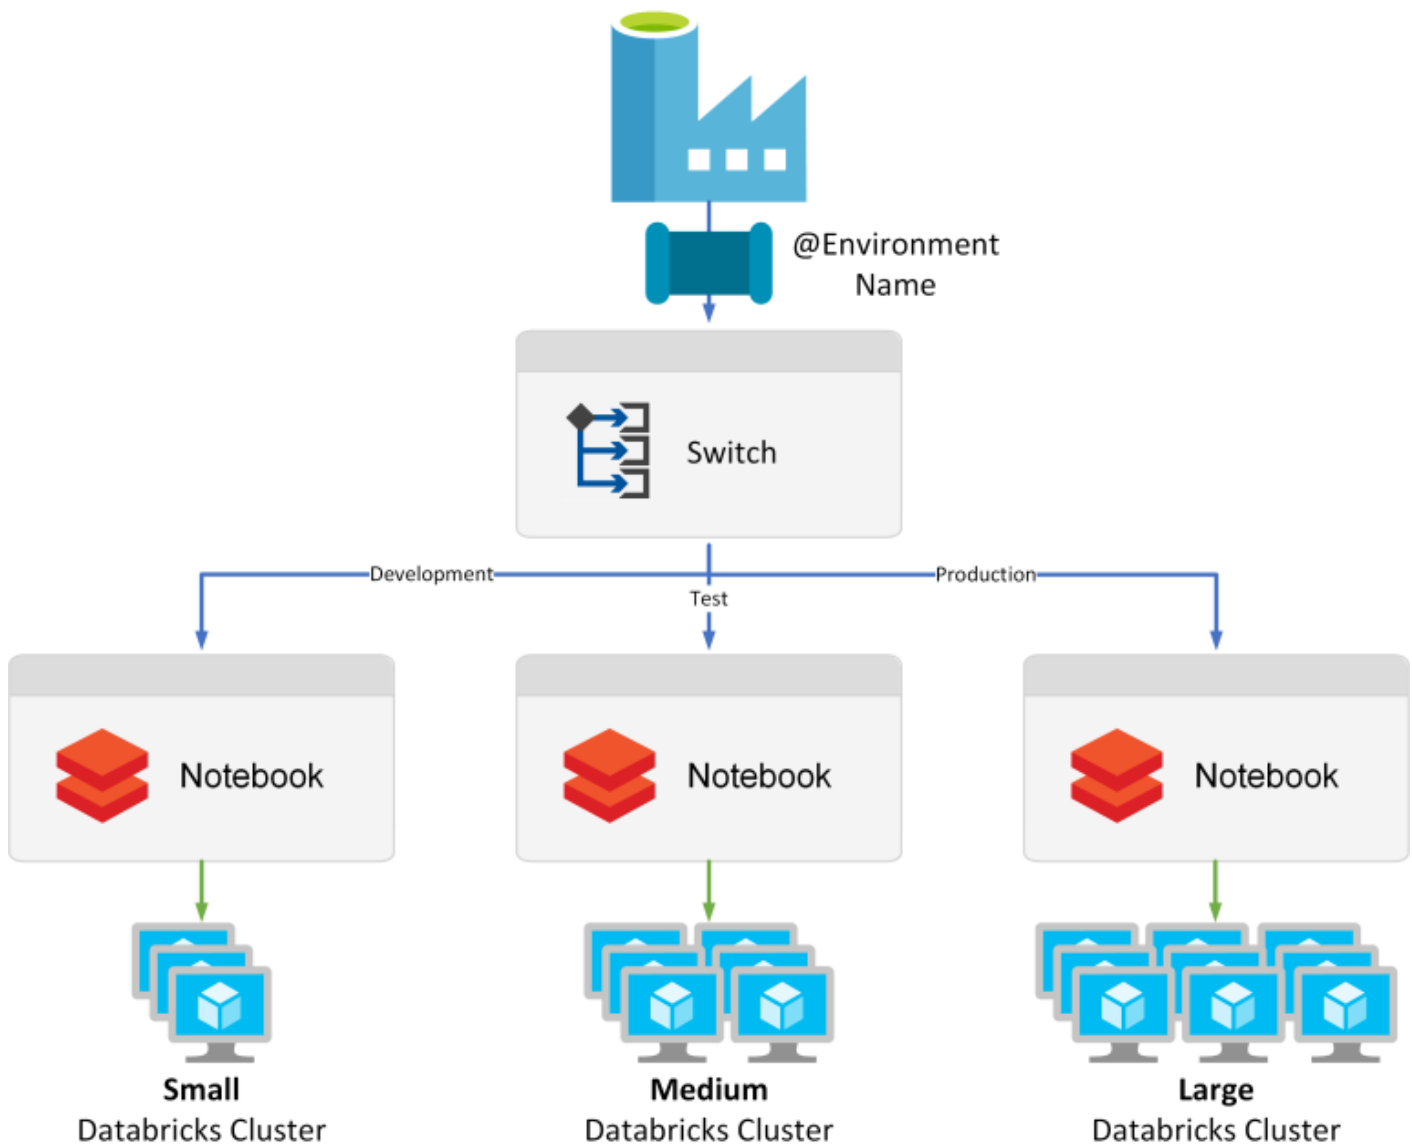 @Environment
Name
Switch
Development
Production
Test
Notebook
Notebook
Notebook
Small
Databricks Cluster
Medium
Databricks Cluster
Large
Databricks Cluster